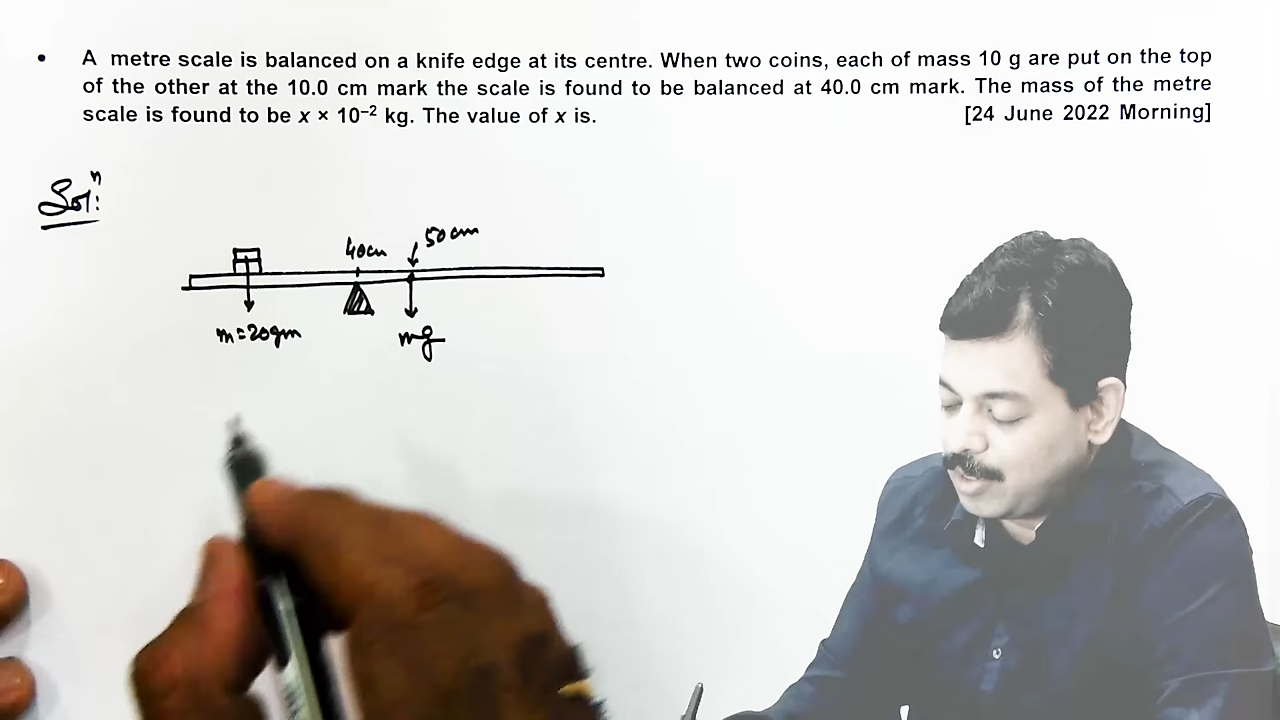 • A metre scale is balanced on a knife edge at its centre. When two coins, each of mass 10 g are put on the top
of the other at the 10.0 cm mark the scale is found to be balanced at 40.0 cm mark. The mass of the metre
scale is found to be x × 10⁻² kg. The value of x is. [24 June 2022 Morning]
Solⁿ:
40cm
50cm
m=20gm
mg